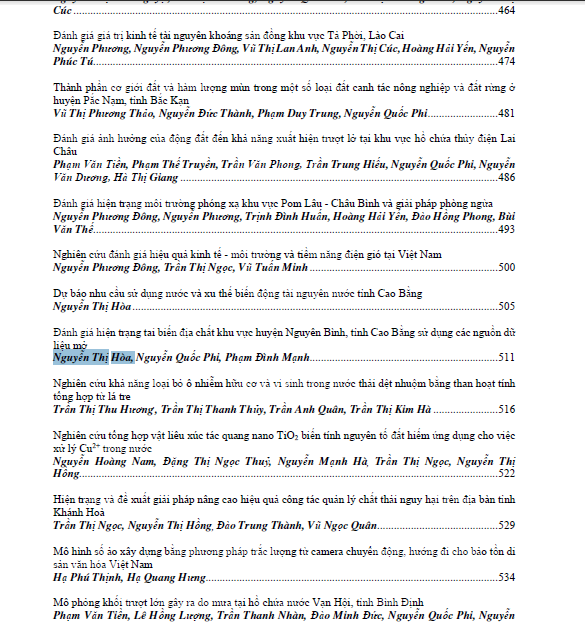 Cúc ...464
Đánh giá giá trị kinh tế tài nguyên khoáng sản đồng khu vực Tả Phời, Lào Cai
Nguyễn Phương, Nguyễn Phương Đông, Vũ Thị Lan Anh, Nguyễn Thị Cúc, Hoàng Hải Yến, Nguyễn
Phúc Tú...474
Thành phần cơ giới đất và hàm lượng mùn trong một số loại đất canh tác nông nghiệp và đất rừng ở
huyện Pác Nặm, tỉnh Bắc Kạn
Vũ Thị Phương Thảo, Nguyễn Đức Thành, Phạm Duy Trung, Nguyễn Quốc Phi...481
Đánh giá ảnh hưởng của động đất đến khả năng xuất hiện trượt lở tại khu vực hồ chứa thủy điện Lai
Châu
Phạm Văn Tiền, Phạm Thế Truyền, Trần Văn Phong, Trần Trung Hiếu, Nguyễn Quốc Phi, Nguyễn
Văn Dương, Hà Thị Giang ...486
Đánh giá hiện trạng môi trường phóng xạ khu vực Pom Lâu - Châu Bình và giải pháp phòng ngừa
Nguyễn Phương Đông, Nguyễn Phương, Trịnh Đình Huấn, Hoàng Hải Yến, Đào Hồng Phong, Bùi
Văn Thế...493
Nghiên cứu đánh giá hiệu quả kinh tế - môi trường và tiềm năng điện gió tại Việt Nam
Nguyễn Phương Đông, Trần Thị Ngọc, Vũ Tuấn Minh ...500
Dự báo nhu cầu sử dụng nước và xu thế biến động tài nguyên nước tỉnh Cao Bằng
Nguyễn Thị Hòa ...505
Đánh giá hiện trạng tai biến địa chất khu vực huyện Nguyên Bình, tỉnh Cao Bằng sử dụng các nguồn dữ
liệu mở
Nguyễn Thị Hòa, Nguyễn Quốc Phi, Phạm Đình Mạnh...511
Nghiên cứu khả năng loại bỏ ô nhiễm hữu cơ và vi sinh trong nước thải dệt nhuộm bằng than hoạt tính
tổng hợp từ lá tre
Trần Thị Thu Hương, Trần Thị Thanh Thủy, Trần Anh Quân, Trần Thị Kim Hà ...516
Nghiên cứu tổng hợp vật liệu xúc tác quang nano TiO₂ biến tính nguyên tố đất hiếm ứng dụng cho việc
xử lý Cu²⁺ trong nước
Nguyễn Hoàng Nam, Đặng Thị Ngọc Thuỷ, Nguyễn Mạnh Hà, Trần Thị Ngọc, Nguyễn Thị
Hồng...522
Hiện trạng và đề xuất giải pháp nâng cao hiệu quả công tác quản lý chất thải nguy hại trên địa bàn tỉnh
Khánh Hoà
Trần Thị Ngọc, Nguyễn Thị Hồng, Đào Trung Thành, Vũ Ngọc Quân...529
Mô hình số ảo xây dựng bằng phương pháp trắc lượng từ camera chuyển động, hướng đi cho bảo tồn di
sản văn hóa Việt Nam
Hạ Phú Thịnh, Hạ Quang Hưng...534
Mô phỏng khối trượt lớn gây ra do mưa tại hồ chứa nước Vạn Hội, tỉnh Bình Định
Phạm Văn Tiền, Lê Hồng Lượng, Trần Thanh Nhàn, Đào Minh Đức, Nguyễn Quốc Phi, Nguyễn